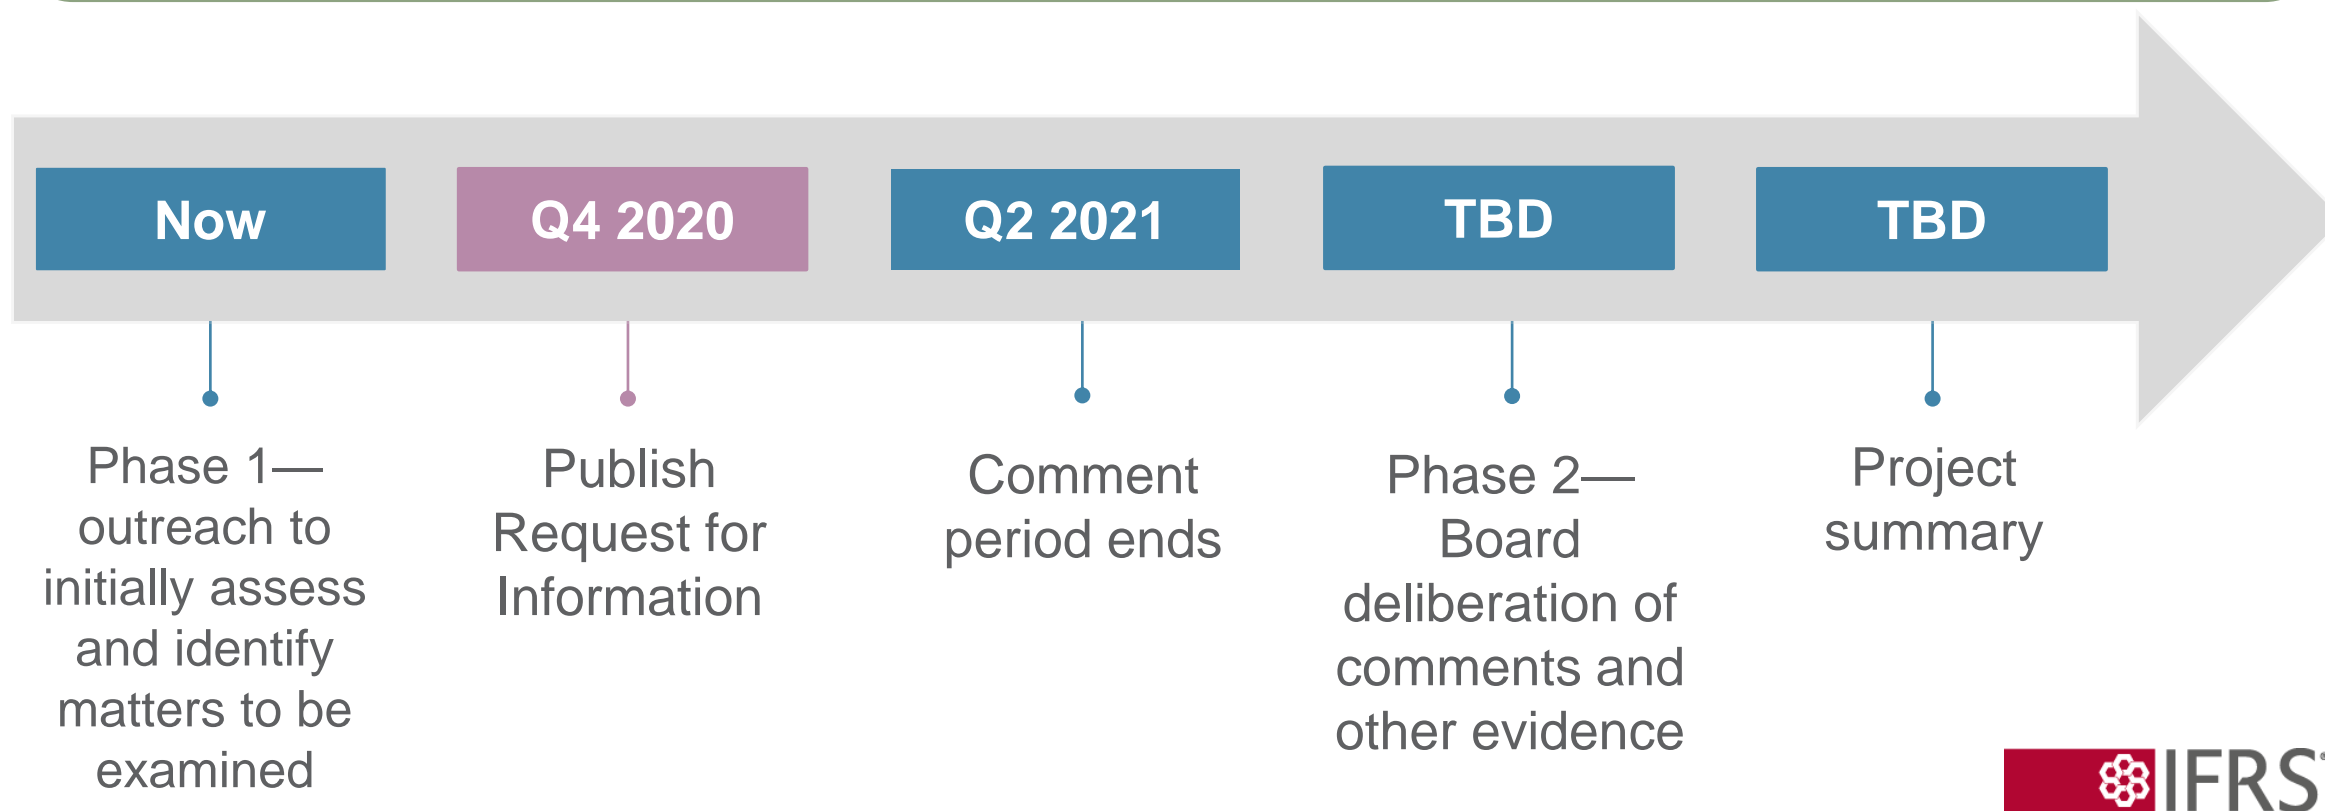 Now
Q4 2020
Q2 2021
TBD
TBD
Phase 1—
outreach to
initially assess
and identify
matters to be
examined
Publish
Request for
Information
Comment
period ends
Phase 2—
Board
deliberation of
comments and
other evidence
Project
summary
IFRS®